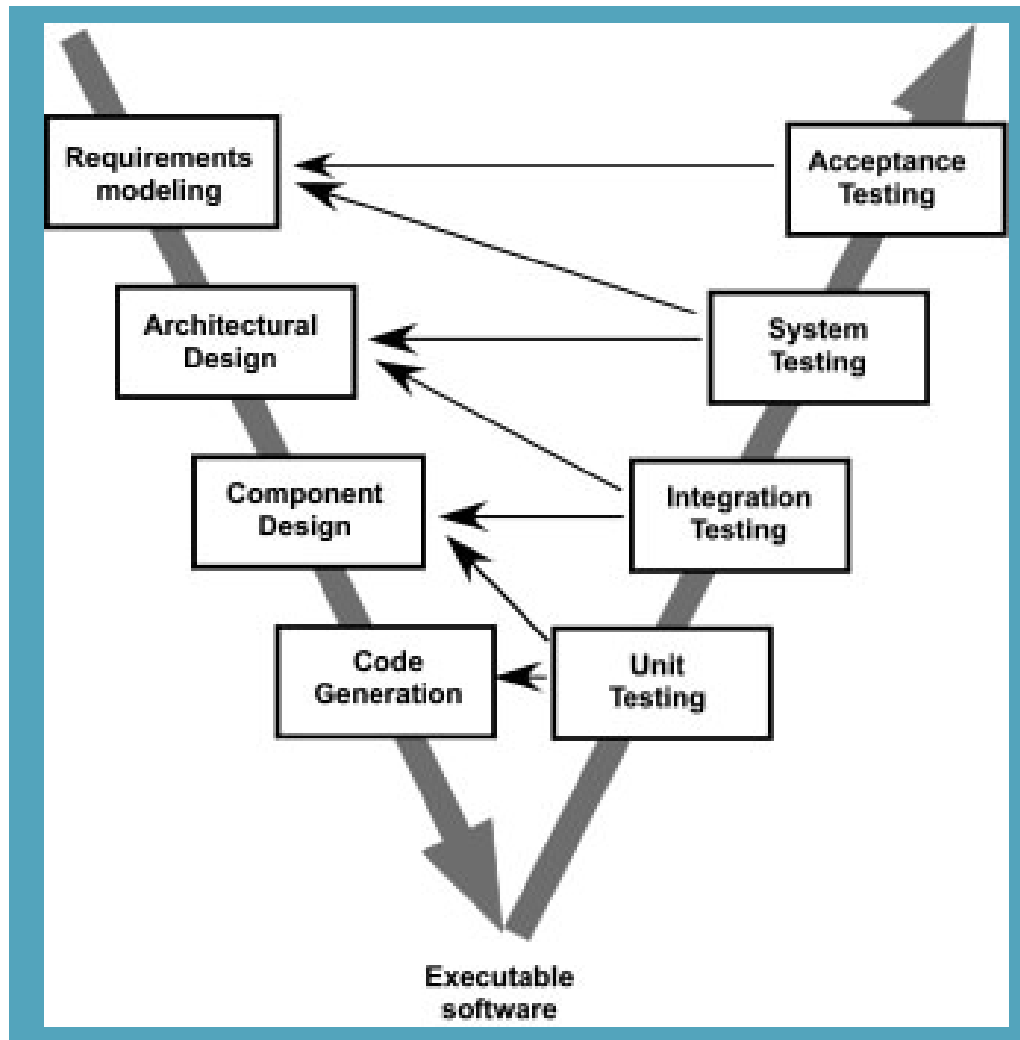 Requirements
modeling
Acceptance
Testing
Architectural
Design
System
Testing
Component
Design
Integration
Testing
Code
Generation
Unit
Testing
Executable
software